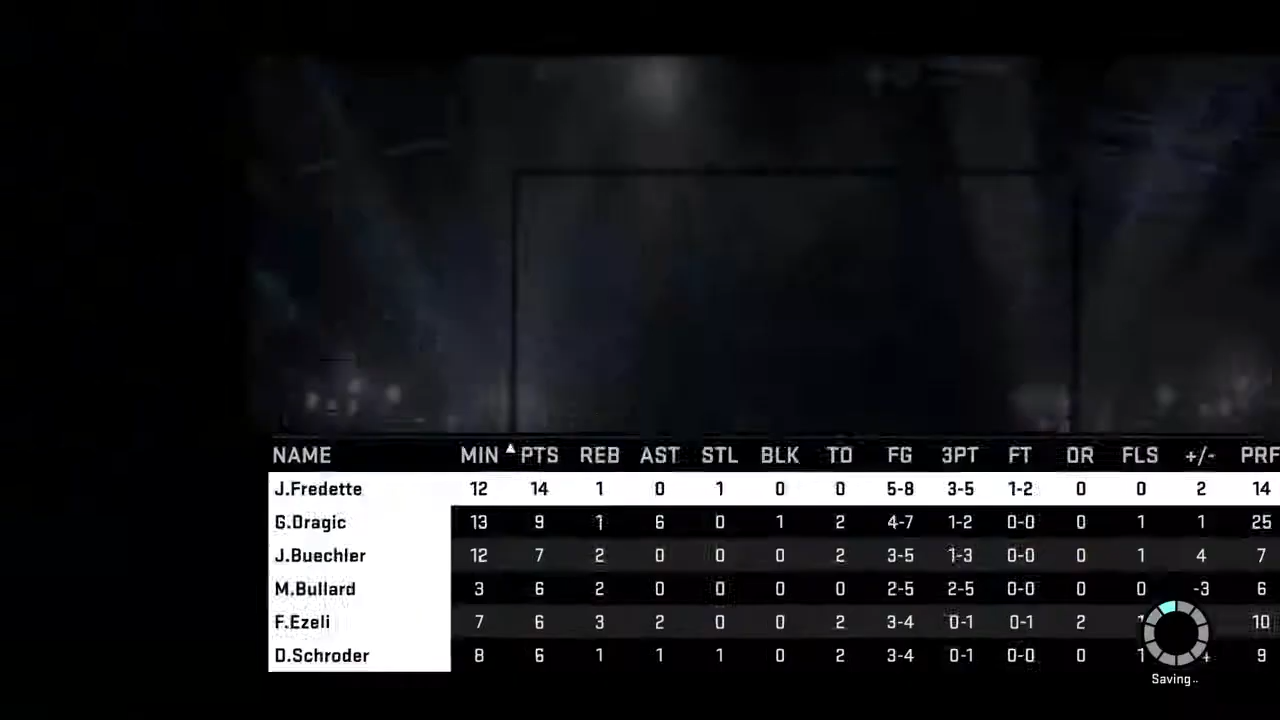 NAME MIN ▲ PTS REB AST STL BLK TO FG 3PT FT OR FLS +/- PRF
J.Fredette 12 14 1 0 1 0 0 5-8 3-5 1-2 0 0 2 14
G.Dragic 13 9 1 6 0 1 2 4-7 1-2 0-0 0 1 1 25
J.Buechler 12 7 2 0 0 0 2 3-5 1-3 0-0 0 1 4 7
M.Bullard 3 6 2 0 0 0 0 2-5 2-5 0-0 0 0 -3 6
F.Ezeli 7 6 3 2 0 0 2 3-4 0-1 0-1 2 10
D.Schroder 8 6 1 1 1 0 2 3-4 0-1 0-0 0 1 9
Saving..